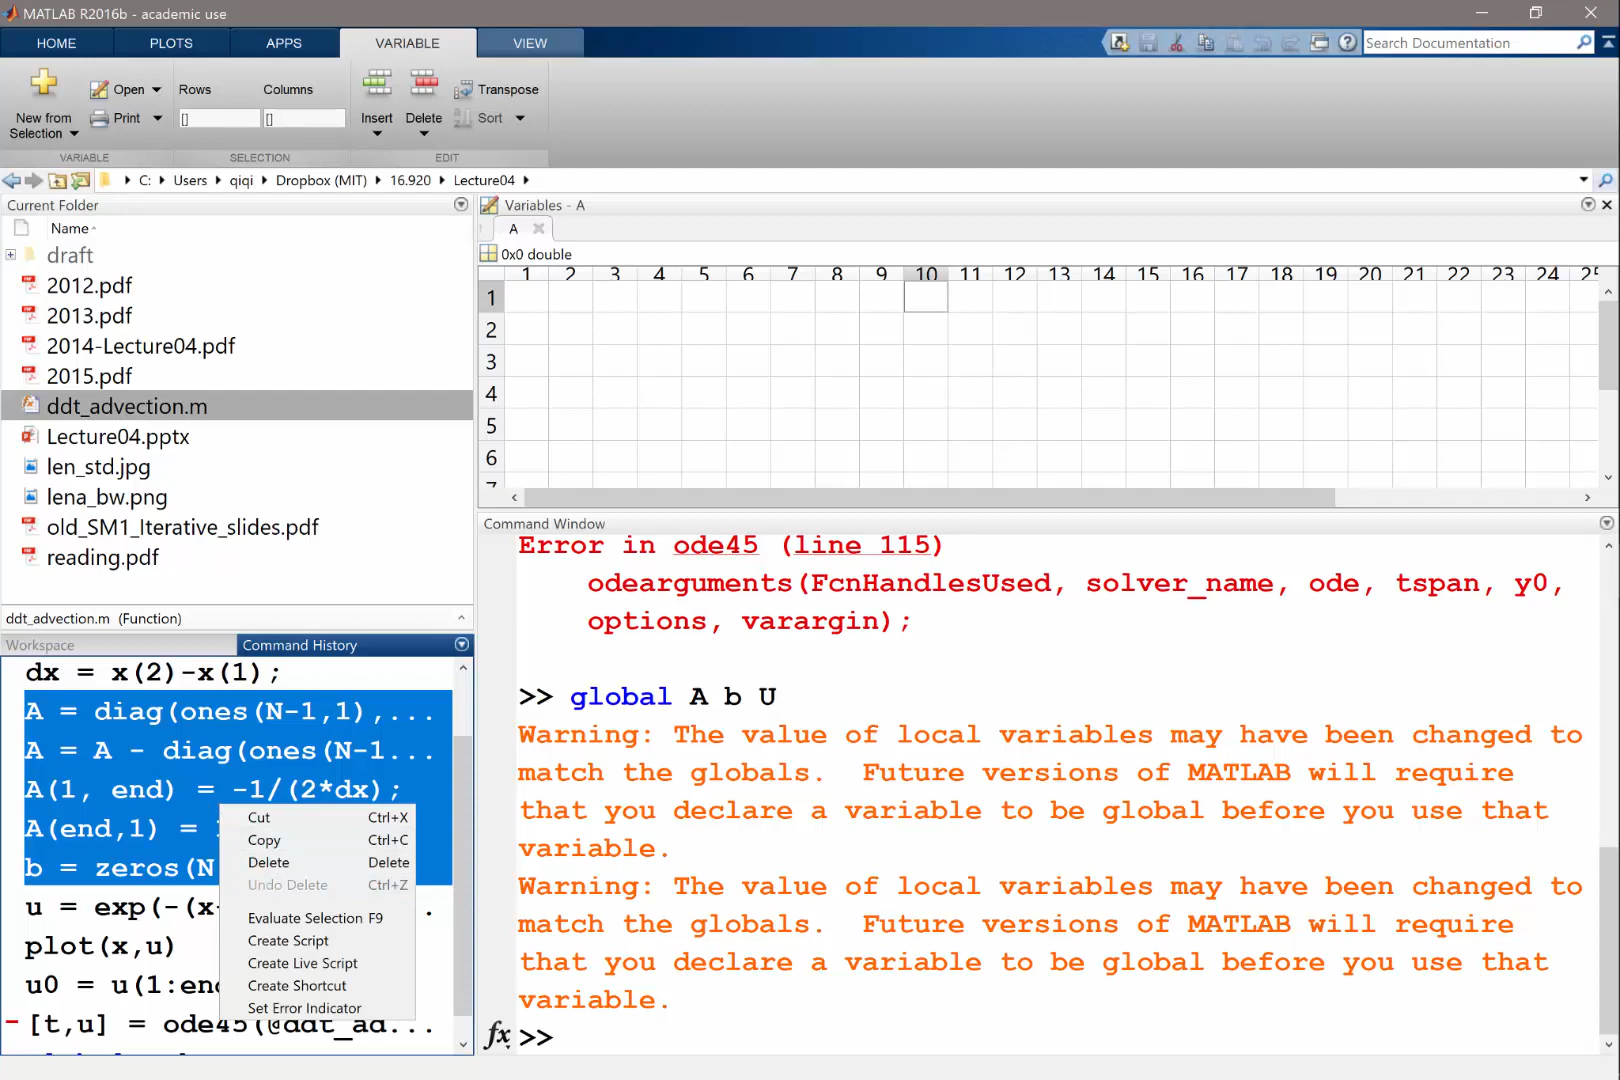 MATLAB R2016b - academic use
HOME PLOTS APPS VARIABLE VIEW
Search Documentation
New from Selection
Open
Print
Rows Columns
[] []
Insert
Delete
Transpose
Sort
VARIABLE SELECTION EDIT
C: Users qiqi Dropbox (MIT) 16.920 Lecture04
Current Folder
Name
draft
2012.pdf
2013.pdf
2014-Lecture04.pdf
2015.pdf
ddt_advection.m
Lecture04.pptx
len_std.jpg
lena_bw.png
old_SM1_Iterative_slides.pdf
reading.pdf
ddt_advection.m (Function)
Workspace
Command History
dx = x(2)-x(1);
A = diag(ones(N-1,1),...
A = A - diag(ones(N-1...
A(1, end) = -1/(2*dx);
A(end,1) =
b = zeros(N
u = exp(-(x
plot(x,u)
u0 = u(1:end
[t,u] = ode45(@ddt_ad...
Cut Ctrl+X
Copy Ctrl+C
Delete Delete
Undo Delete Ctrl+Z
Evaluate Selection F9
Create Script
Create Live Script
Create Shortcut
Set Error Indicator
Variables - A
A
0x0 double
1 2 3 4 5 6 7 8 9 10 11 12 13 14 15 16 17 18 19 20 21 22 23 24 25
1
2
3
4
5
6
7
Command Window
Error in ode45 (line 115)
odearguments(FcnHandlesUsed, solver_name, ode, tspan, y0,
options, varargin);
>> global A b U
Warning: The value of local variables may have been changed to
match the globals.  Future versions of MATLAB will require
that you declare a variable to be global before you use that
variable.
Warning: The value of local variables may have been changed to
match the globals.  Future versions of MATLAB will require
that you declare a variable to be global before you use that
variable.
fx >>